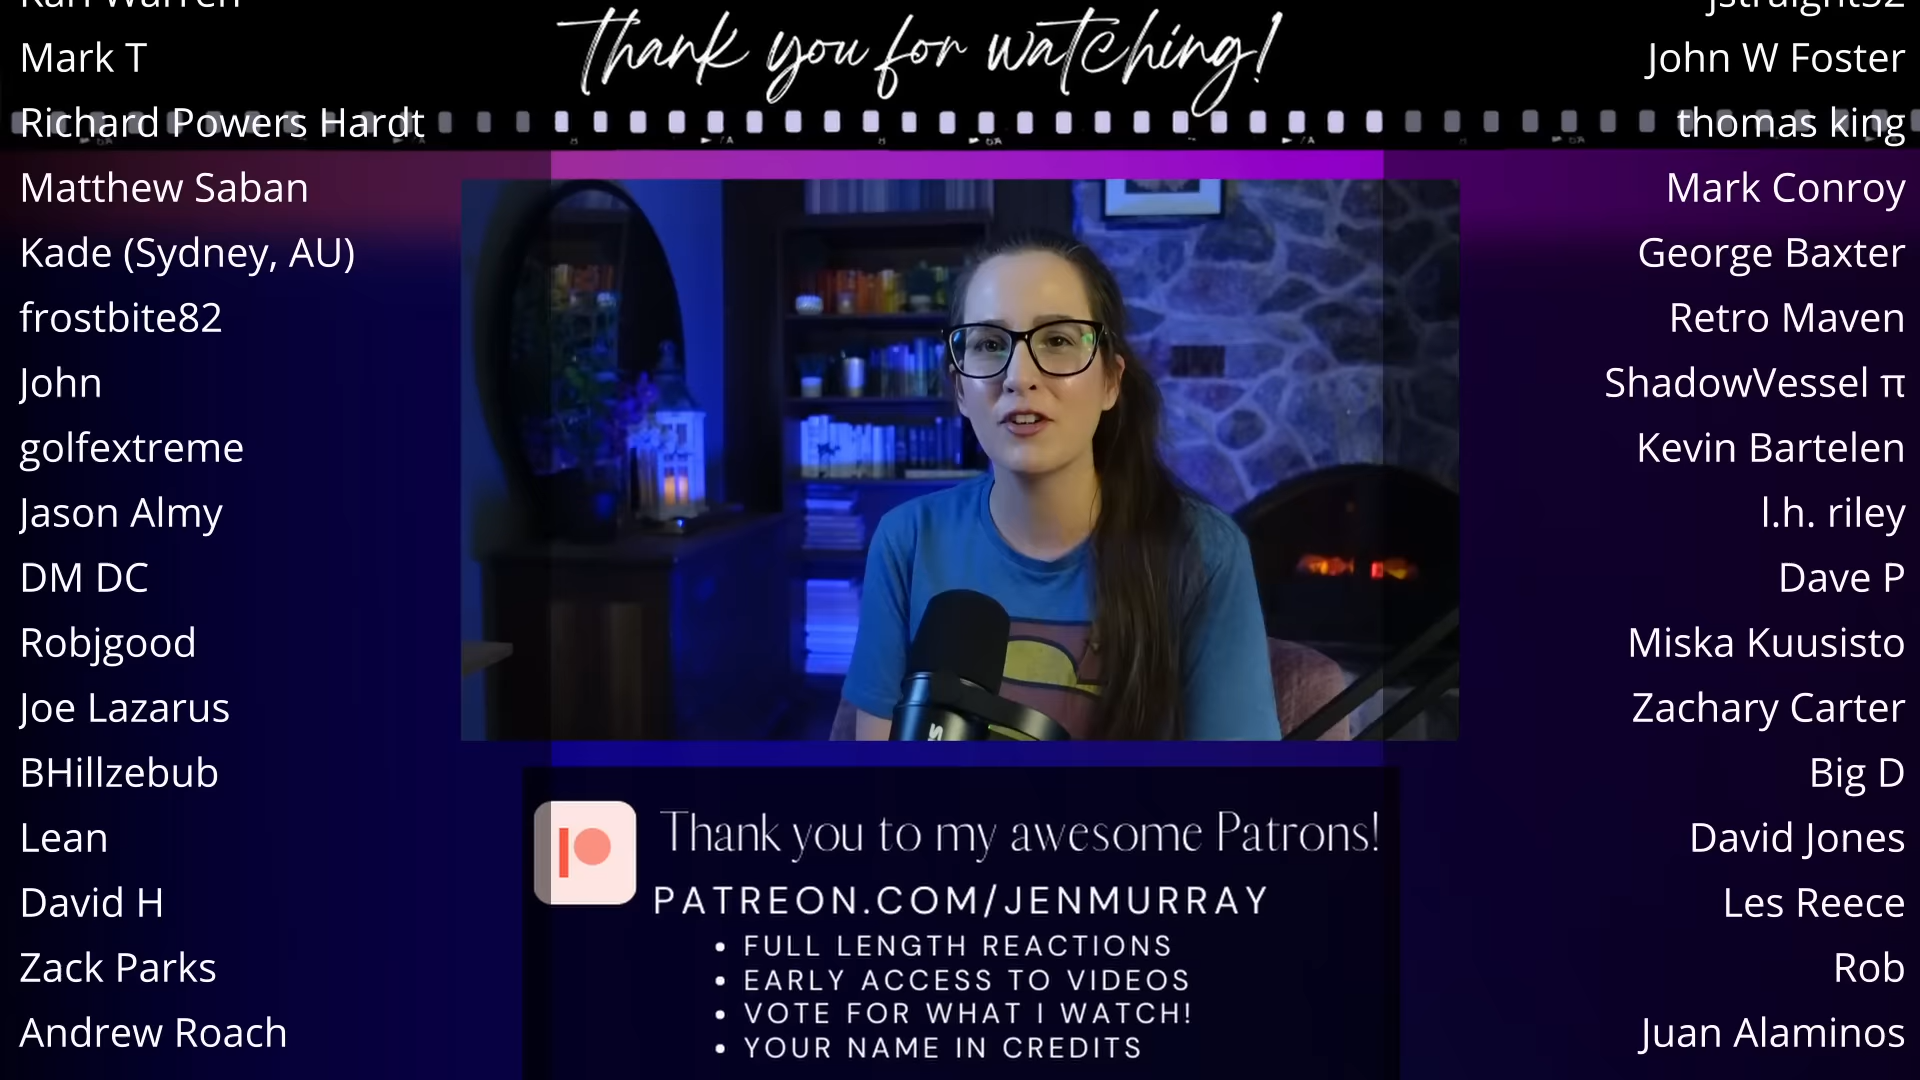 Thank you for watching!
Mark T
Richard Powers Hardt
Matthew Saban
Kade (Sydney, AU)
frostbite82
John
golfextreme
Jason Almy
DM DC
Robjgood
Joe Lazarus
BHillzebub
Lean
David H
Zack Parks
Andrew Roach
John W Foster
thomas king
Mark Conroy
George Baxter
Retro Maven
ShadowVessel π
Kevin Bartelen
l.h. riley
Dave P
Miska Kuusisto
Zachary Carter
Big D
David Jones
Les Reece
Rob
Juan Alaminos
Thank you to my awesome Patrons!
PATREON.COM/JENMURRAY
• FULL LENGTH REACTIONS
• EARLY ACCESS TO VIDEOS
• VOTE FOR WHAT I WATCH!
• YOUR NAME IN CREDITS